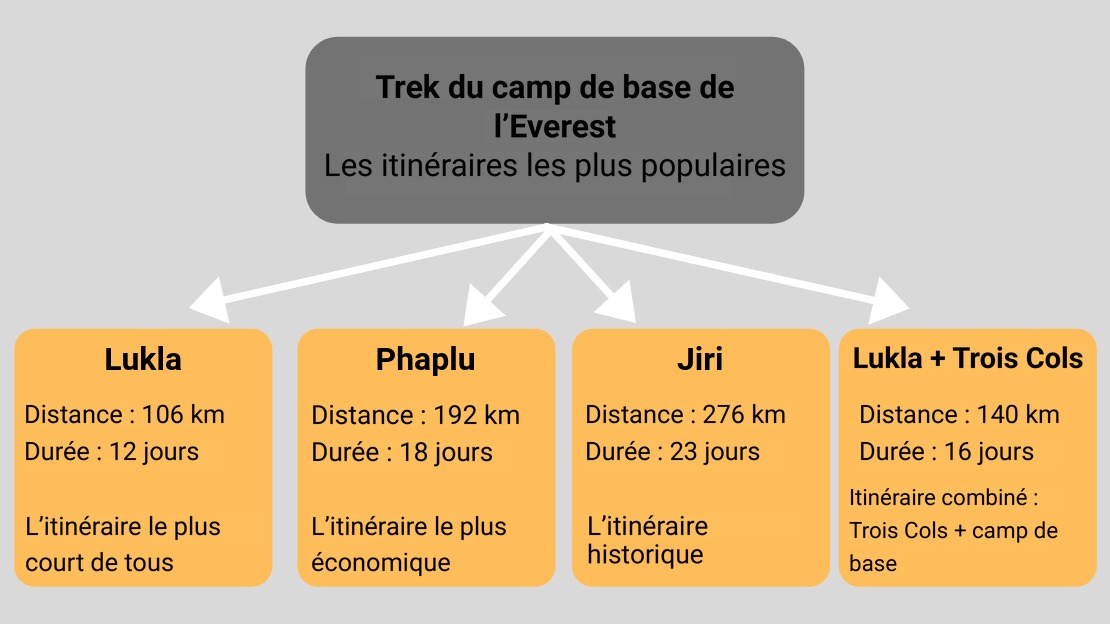 Trek du camp de base de
l’Everest
Les itinéraires les plus populaires
Lukla
Distance : 106 km
Durée : 12 jours
L’itinéraire le plus
court de tous
Phaplu
Distance : 192 km
Durée : 18 jours
L’itinéraire le plus
économique
Jiri
Distance : 276 km
Durée : 23 jours
L’itinéraire
historique
Lukla + Trois Cols
Distance : 140 km
Durée : 16 jours
Itinéraire combiné :
Trois Cols + camp de
base